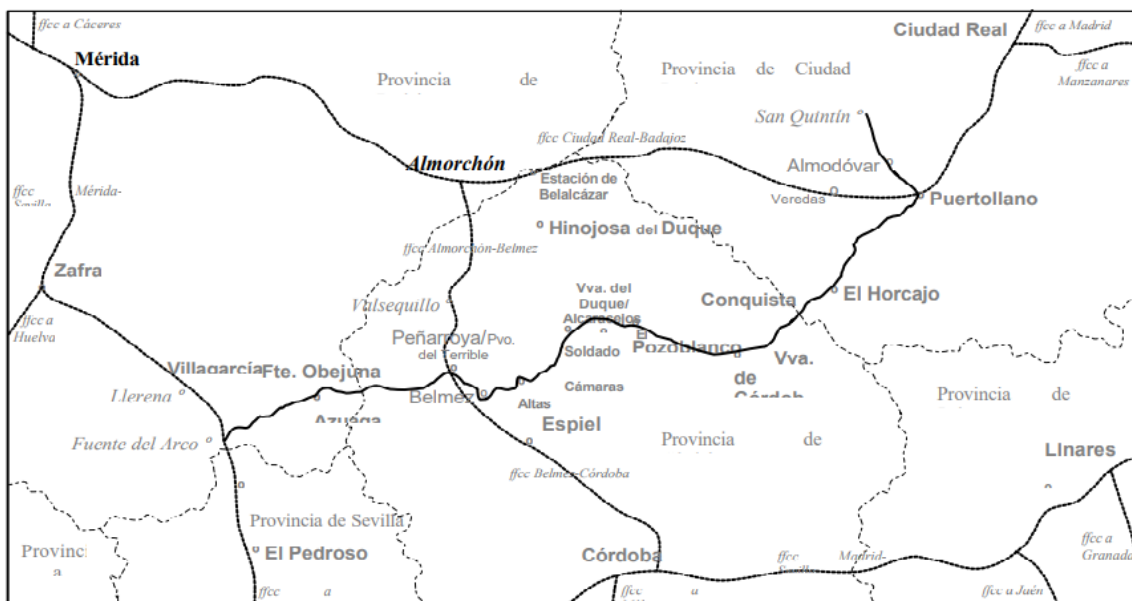 ffcc a Cáceres
Mérida
Provincia de
Provincia de Ciudad
Ciudad Real
ffcc a Madrid
ffcc a
Manzanares
San Quintín
ffcc Ciudad Real-Badajoz
Almorchón
Almodóvar
Estación de
Belalcázar
Veredas
Puertollano
ffcc
Mérida-
Hinojosa del Duque
ffcc Almorchón-Belmez
Zafra
Valsequillo
Vva. del
Duque/
Alcaracejos
El
Conquista
El Horcajo
ffcc a
Huelva
Peñarroya/Pvo.
del Terrible
Soldado
Pozoblanco
Vva.
de
Villagarcía
Fte. Obejuna
Llerena
Belmez
Cámaras
Altas
Azuaga
Espiel
Provincia de
Provincia de
Fuente del Arco
Linares
ffcc Belmez-Córdoba
Provincia de Sevilla
El Pedroso
Córdoba
ffcc
Madrid-
ffcc a
Granada
ffcc a
ffcc a
ffcc a Jaén